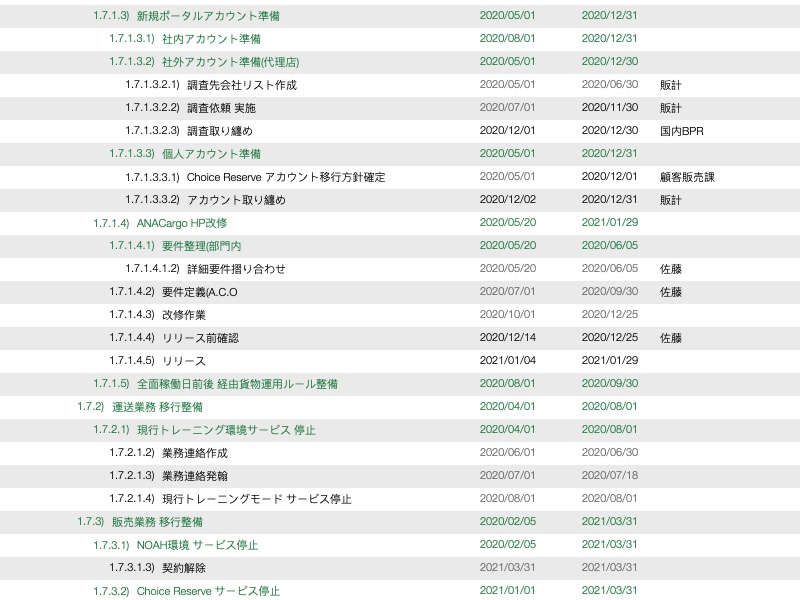 1.7.1.3) 新規ポータルアカウント準備 2020/05/01 2020/12/31
1.7.1.3.1) 社内アカウント準備 2020/08/01 2020/12/31
1.7.1.3.2) 社外アカウント準備(代理店) 2020/05/01 2020/12/30
1.7.1.3.2.1) 調査先会社リスト作成 2020/05/01 2020/06/30 販計
1.7.1.3.2.2) 調査依頼 実施 2020/07/01 2020/11/30 販計
1.7.1.3.2.3) 調査取り纏め 2020/12/01 2020/12/30 国内BPR
1.7.1.3.3) 個人アカウント準備 2020/05/01 2020/12/31
1.7.1.3.3.1) Choice Reserve アカウント移行方針確定 2020/05/01 2020/12/01 顧客販売課
1.7.1.3.3.2) アカウント取り纏め 2020/12/02 2020/12/31 販計
1.7.1.4) ANACargo HP改修 2020/05/20 2021/01/29
1.7.1.4.1) 要件整理(部門内 2020/05/20 2020/06/05
1.7.1.4.1.2) 詳細要件摺り合わせ 2020/05/20 2020/06/05 佐藤
1.7.1.4.2) 要件定義(A.C.O 2020/07/01 2020/09/30 佐藤
1.7.1.4.3) 改修作業 2020/10/01 2020/12/25
1.7.1.4.4) リリース前確認 2020/12/14 2020/12/25 佐藤
1.7.1.4.5) リリース 2021/01/04 2021/01/29
1.7.1.5) 全面稼働日前後 経由貨物運用ルール整備 2020/08/01 2020/09/30
1.7.2) 運送業務 移行整備 2020/04/01 2020/08/01
1.7.2.1) 現行トレーニング環境サービス 停止 2020/04/01 2020/08/01
1.7.2.1.2) 業務連絡作成 2020/06/01 2020/06/30
1.7.2.1.3) 業務連絡発翰 2020/07/01 2020/07/18
1.7.2.1.4) 現行トレーニングモード サービス停止 2020/08/01 2020/08/01
1.7.3) 販売業務 移行整備 2020/02/05 2021/03/31
1.7.3.1) NOAH環境 サービス停止 2020/02/05 2021/03/31
1.7.3.1.3) 契約解除 2021/03/31 2021/03/31
1.7.3.2) Choice Reserve サービス停止 2021/01/01 2021/03/31